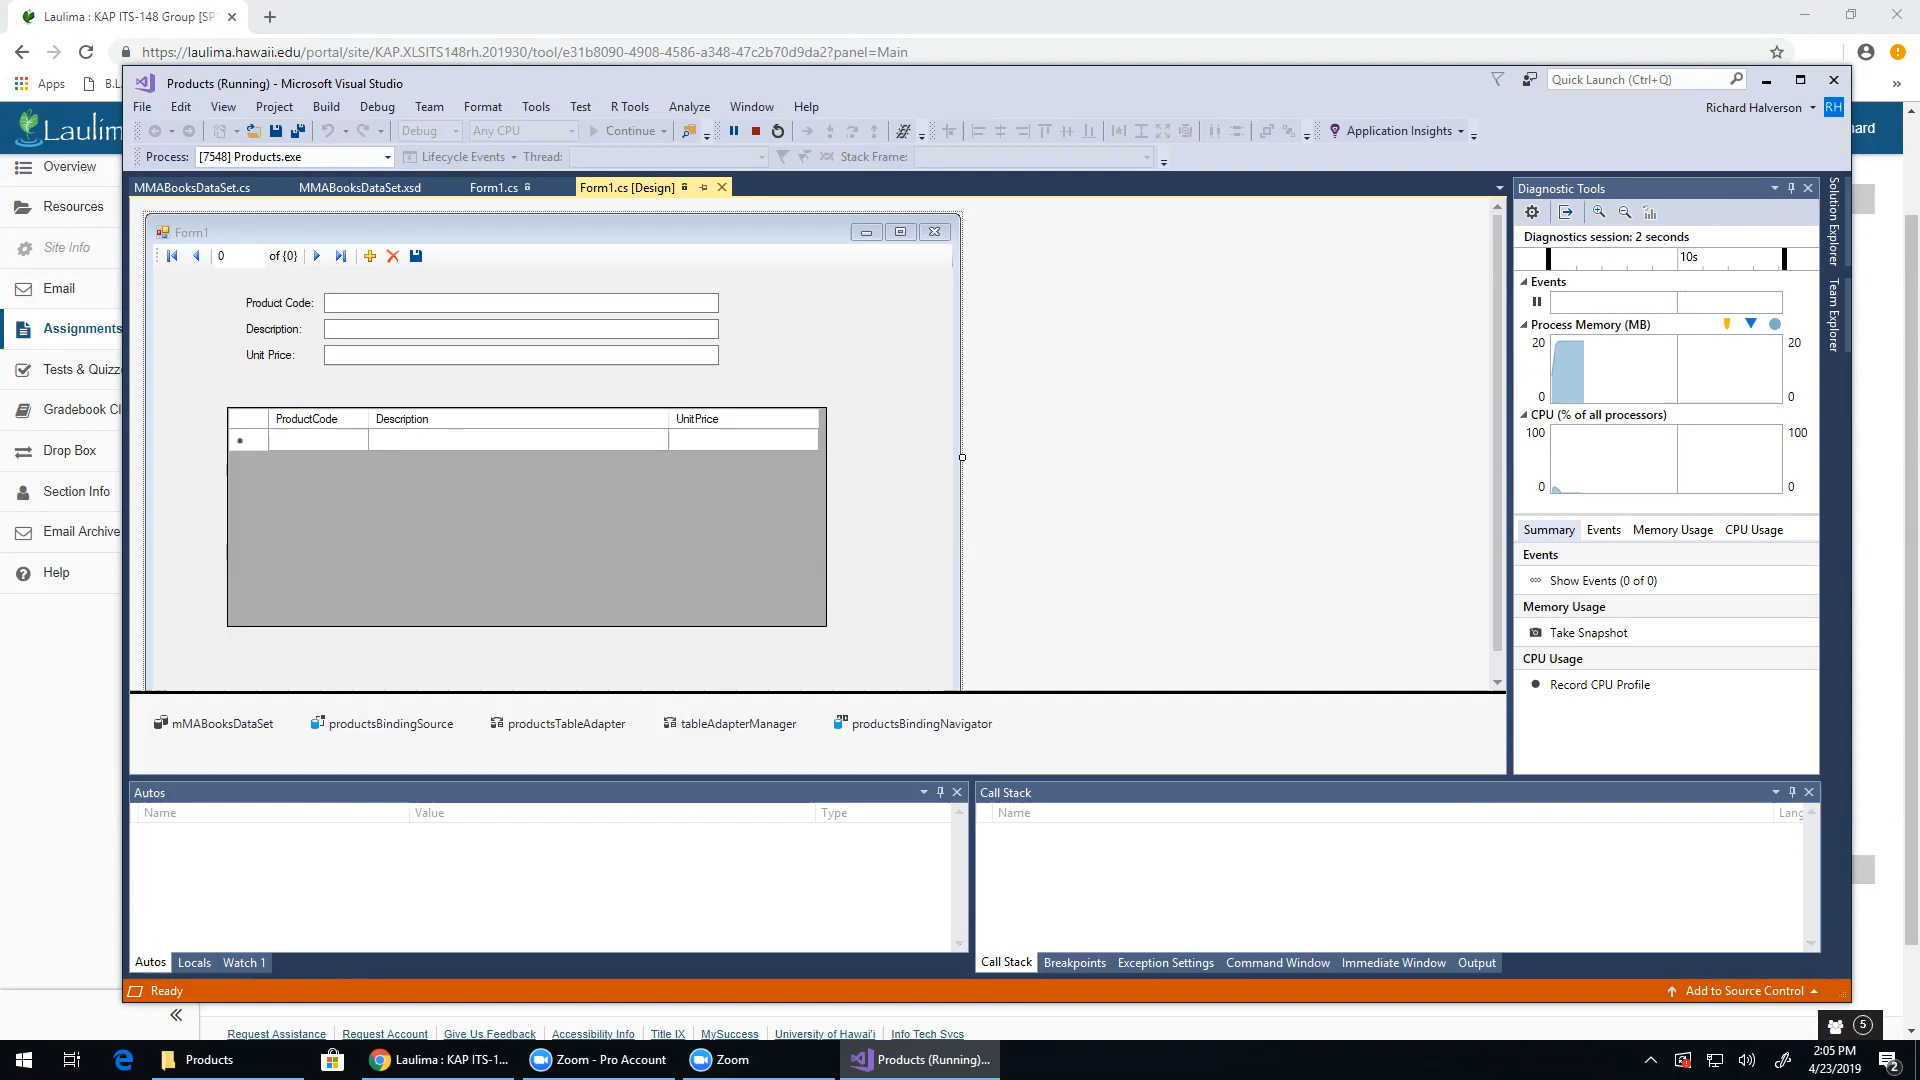 Laulima : KAP ITS-148 Group [SP
https://laulima.hawaii.edu/portal/site/KAP.XLSITS148rh.201930/tool/e31b8090-4908-4586-a348-47c2b70d9da2?panel=Main
Apps
B.L
Products (Running) - Microsoft Visual Studio
Quick Launch (Ctrl+Q)
File Edit View Project Build Debug Team Format Tools Test R Tools Analyze Window Help
Richard Halverson RH
Laulima
nard
Debug Any CPU Continue Application Insights
Process: [7548] Products.exe Lifecycle Events Thread: Stack Frame:
MMABooksDataSet.cs MMABooksDataSet.xsd Form1.cs Form1.cs [Design]
Overview
Resources
Site Info
Email
Assignments
Tests & Quizz
Gradebook Cl
Drop Box
Section Info
Email Archive
Help
Form1
0 of {0}
Product Code:
Description:
Unit Price:
ProductCode Description UnitPrice
*
mMABooksDataSet productsBindingSource productsTableAdapter tableAdapterManager productsBindingNavigator
Diagnostic Tools
Diagnostics session: 2 seconds
10s
Events
Process Memory (MB)
20 20
0 0
CPU (% of all processors)
100 100
0 0
Summary Events Memory Usage CPU Usage
Events
Show Events (0 of 0)
Memory Usage
Take Snapshot
CPU Usage
Record CPU Profile
Solution Explorer
Team Explorer
Autos
Name Value Type
Autos Locals Watch 1
Call Stack
Name Lang
Call Stack Breakpoints Exception Settings Command Window Immediate Window Output
Ready
Add to Source Control
Request Assistance Request Account Give Us Feedback Accessibility Info Title IX MySuccess University of Hawai'i Info Tech Svcs
5
Products
Laulima : KAP ITS-1...
Zoom - Pro Account
Zoom
Products (Running)...
2:05 PM
4/23/2019
2